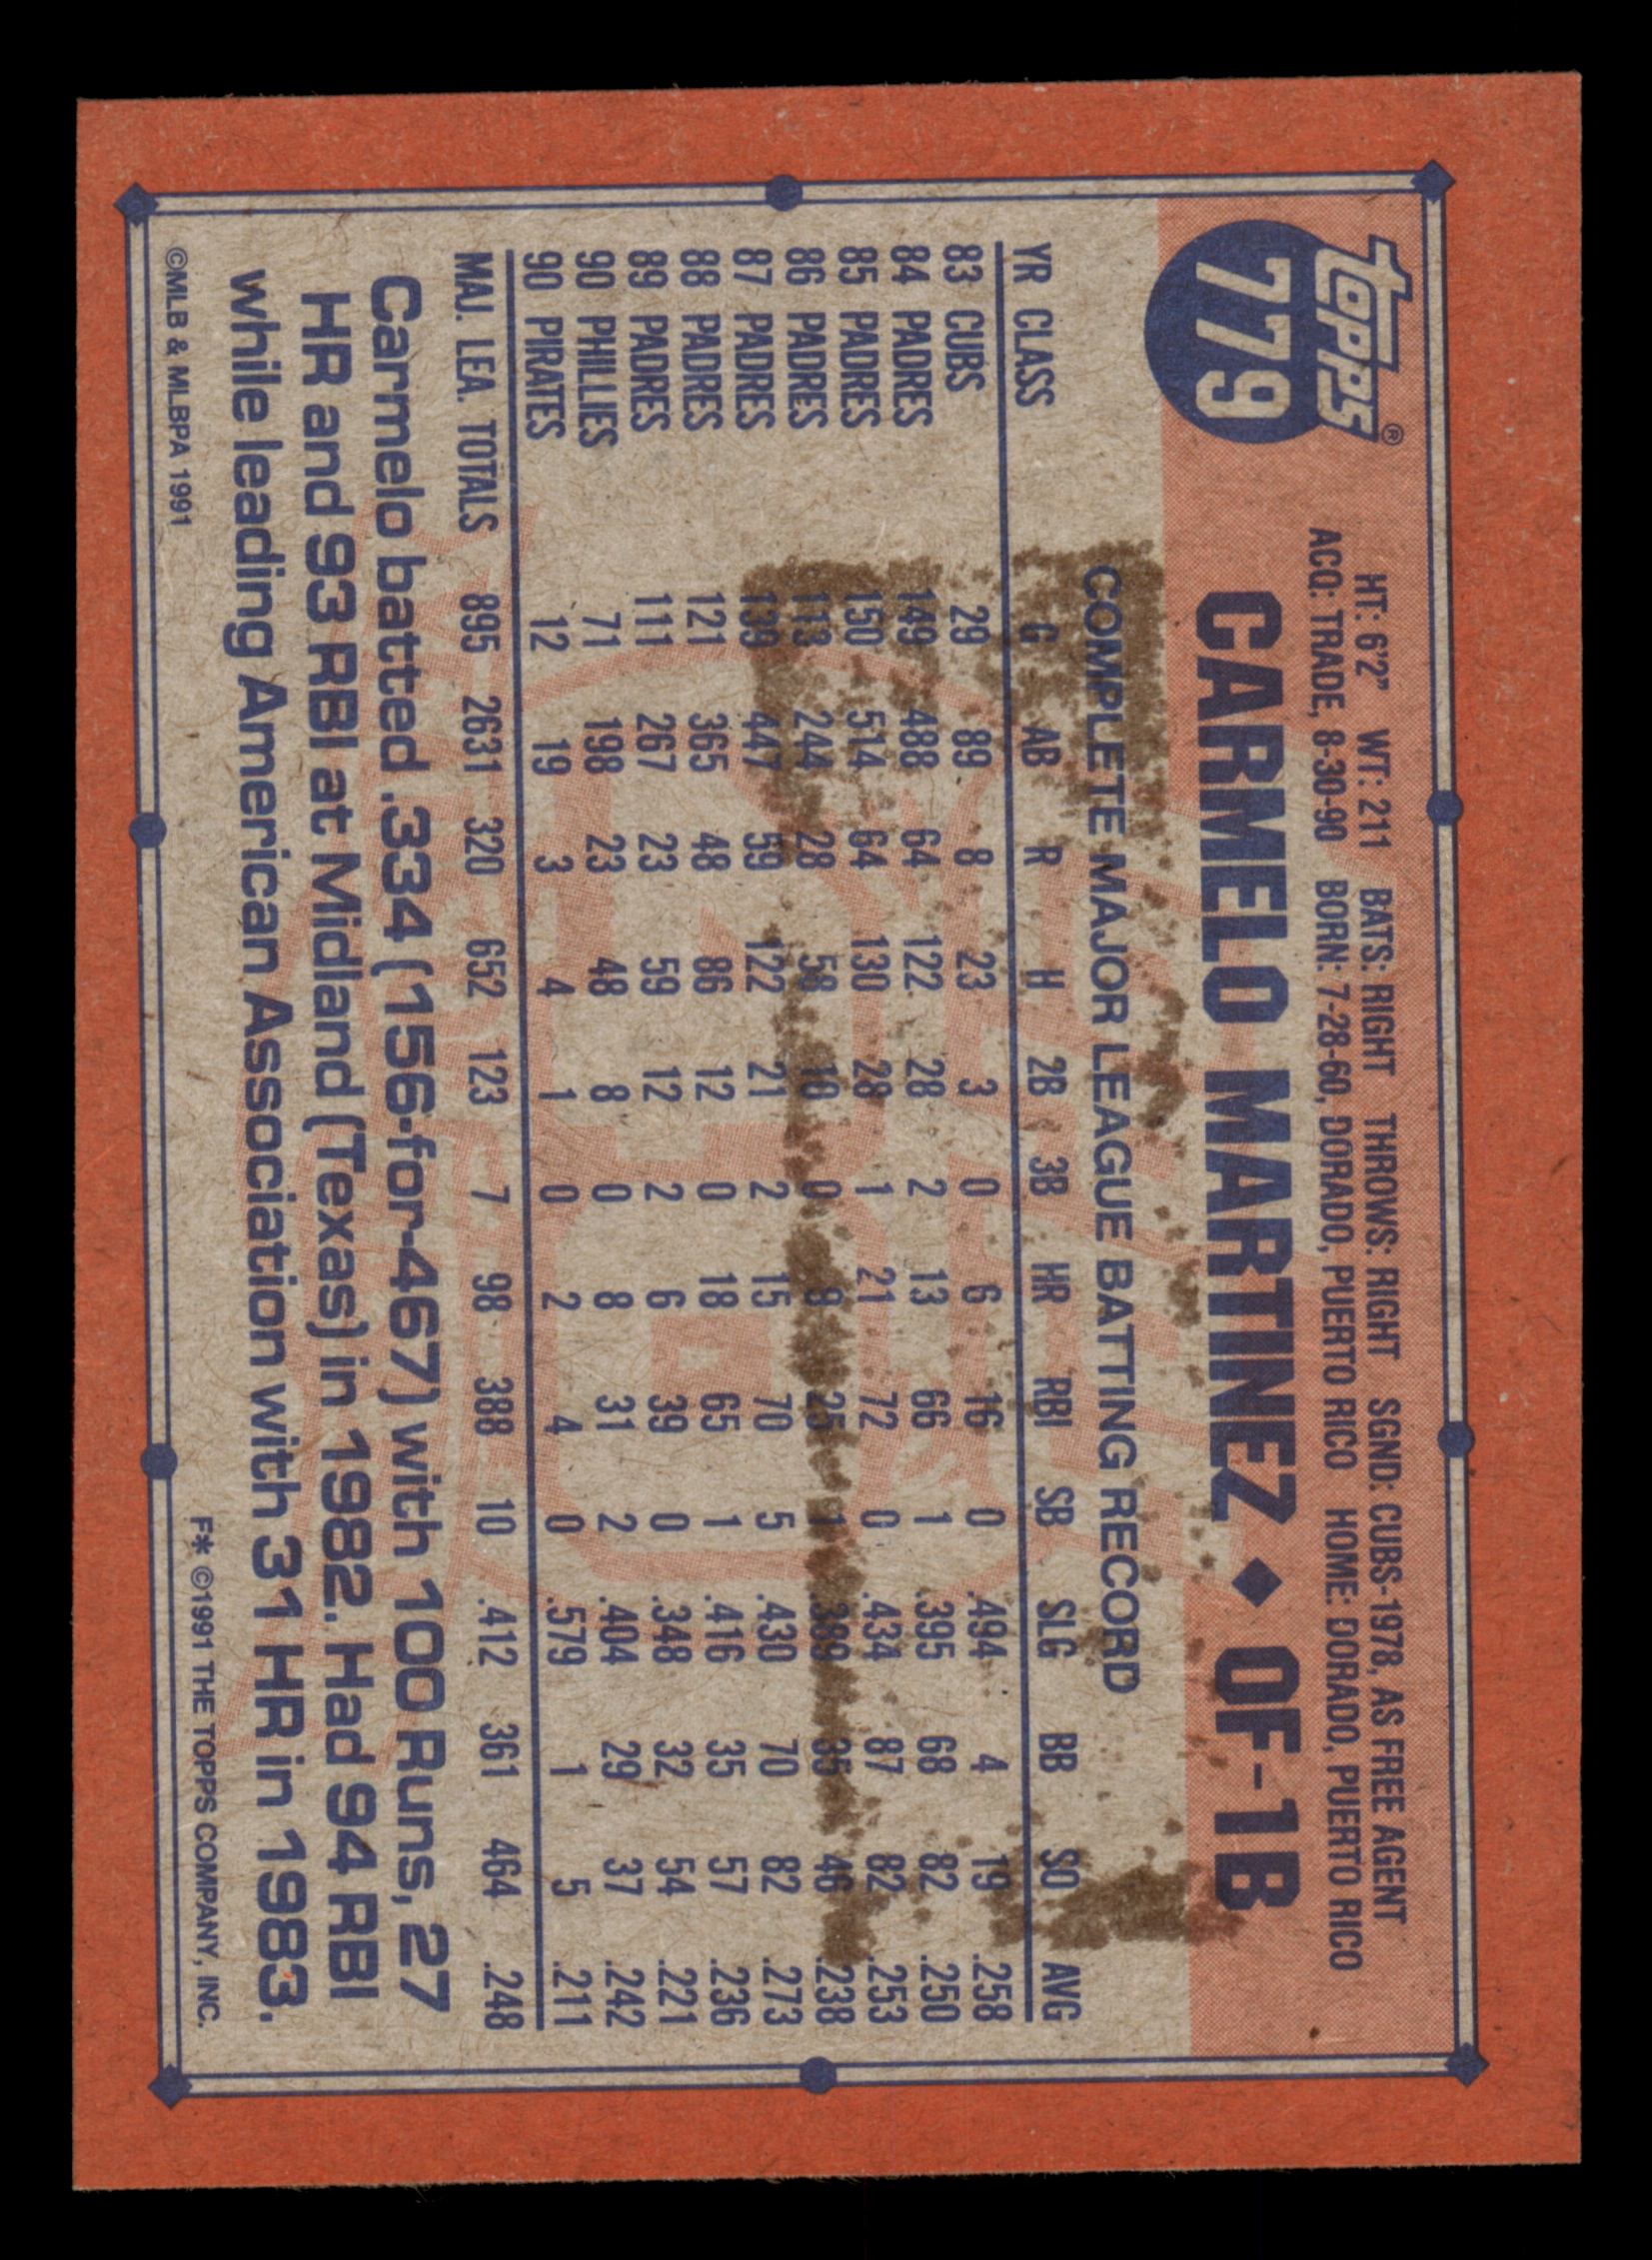 topps®
779
HT: 6'2" WT: 211 BATS: RIGHT THROWS: RIGHT SGND: CUBS-1978, AS FREE AGENT
ACQ: TRADE, 8-30-90 BORN: 7-28-60, DORADO, PUERTO RICO HOME: DORADO, PUERTO RICO
CARMELO MARTINEZ ♦ OF-1B
COMPLETE MAJOR LEAGUE BATTING RECORD
YR CLASS G AB R H 2B 3B HR RBI SB SLG BB SO AVG
83 CUBS 29 89 8 23 3 0 6 16 0 .494 4 19 .258
84 PADRES 149 488 64 122 28 2 13 66 1 .395 68 82 .250
85 PADRES 150 514 64 130 28 1 21 72 0 .434 87 82 .253
86 PADRES 113 244 28 58 10 0 9 25 1 .389 35 46 .238
87 PADRES 139 447 59 122 21 2 15 70 5 .430 70 82 .273
88 PADRES 121 365 48 86 12 0 18 65 1 .416 35 57 .236
89 PADRES 111 267 23 59 12 2 6 39 0 .348 32 54 .221
90 PHILLIES 71 198 23 48 8 0 8 31 2 .404 29 37 .242
90 PIRATES 12 19 3 4 1 0 2 4 0 .579 1 5 .211
MAJ. LEA. TOTALS 895 2631 320 652 123 7 98 388 10 .412 361 464 .248
Carmelo batted .334 (156-for-467) with 100 Runs, 27
HR and 93 RBI at Midland (Texas) in 1982. Had 94 RBI
while leading American Association with 31 HR in 1983.
©MLB & MLBPA 1991 F* ©1991 THE TOPPS COMPANY, INC.